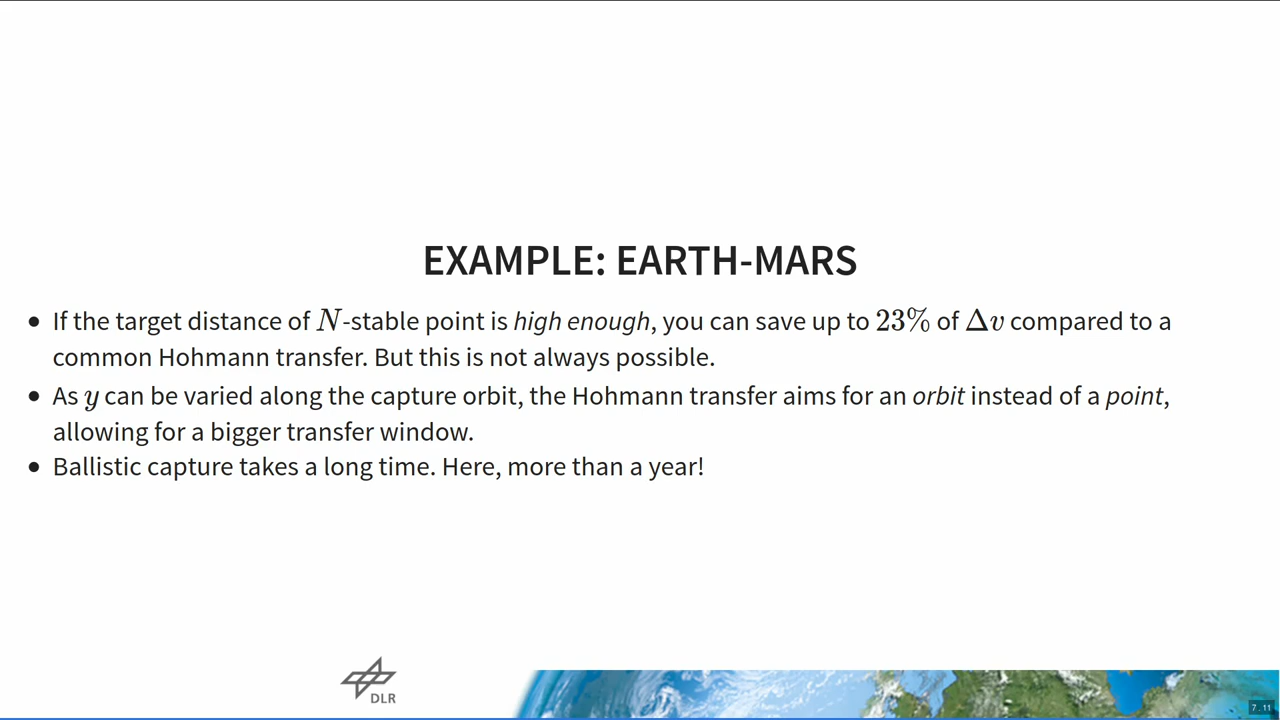 EXAMPLE: EARTH-MARS
• If the target distance of N-stable point is high enough, you can save up to 23% of Δv compared to a
common Hohmann transfer. But this is not always possible.
• As y can be varied along the capture orbit, the Hohmann transfer aims for an orbit instead of a point,
allowing for a bigger transfer window.
• Ballistic capture takes a long time. Here, more than a year!
DLR
7.11